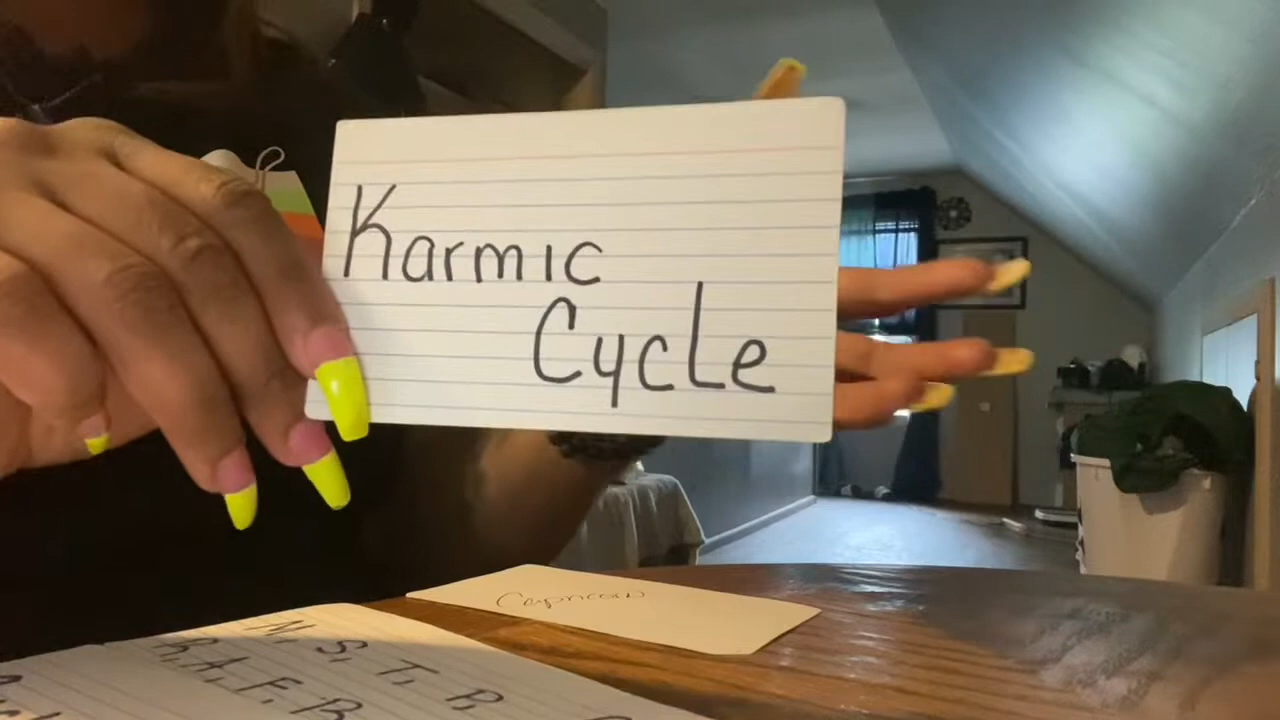 Karmic
Cycle
Capricorn
N, S, T, P,
R, A, F, B